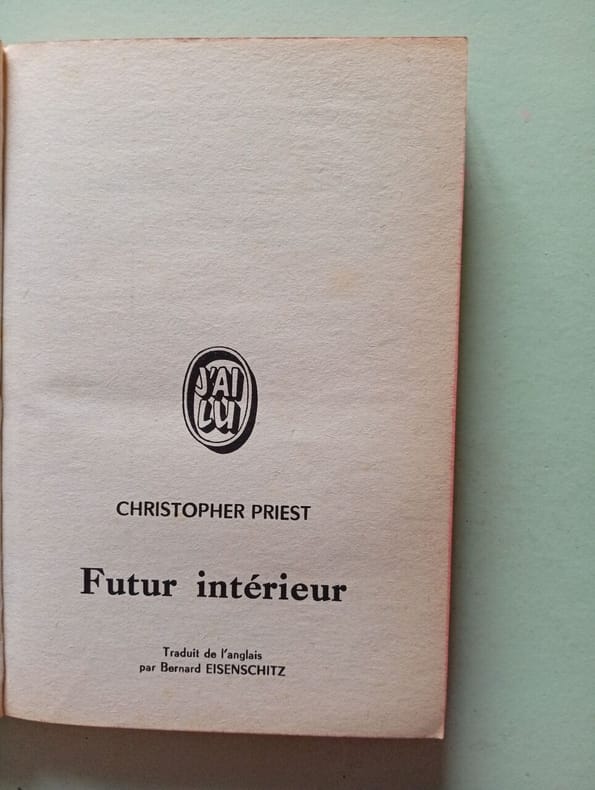 J'AI
LU
CHRISTOPHER PRIEST
Futur intérieur
Traduit de l'anglais
par Bernard EISENSCHITZ